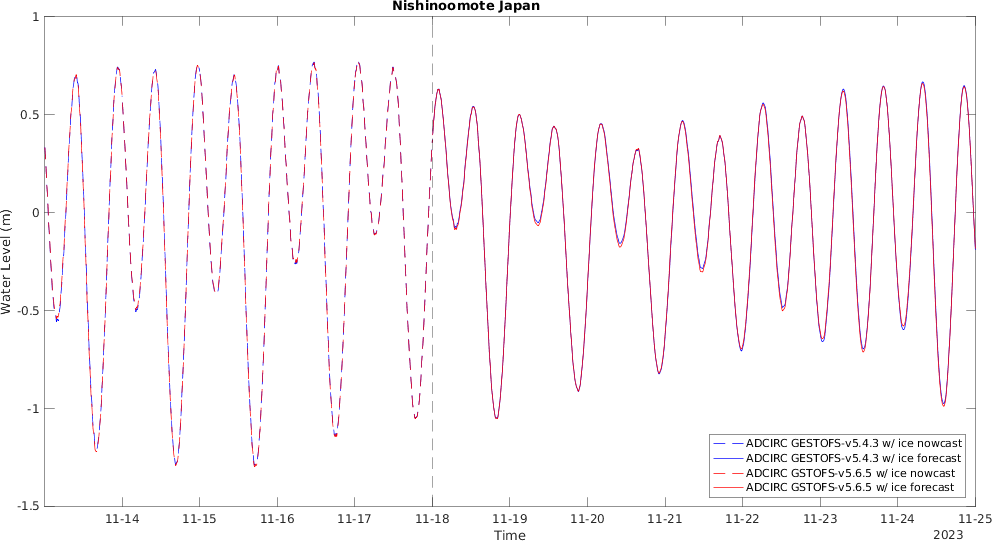 Nishinoomote Japan
1
0.5
0
-0.5
-1
-1.5
Water Level (m)
ADCIRC GESTOFS-v5.4.3 w/ ice nowcast
ADCIRC GESTOFS-v5.4.3 w/ ice forecast
ADCIRC GSTOFS-v5.6.5 w/ ice nowcast
ADCIRC GSTOFS-v5.6.5 w/ ice forecast
11-14 11-15 11-16 11-17 11-18 11-19 11-20 11-21 11-22 11-23 11-24 11-25
Time
2023